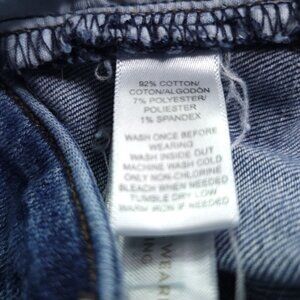 92% COTTON/
COTON/ALGODÓN
7% POLYESTER/
POLIESTER
1% SPANDEX
WASH ONCE BEFORE
WEARING
WASH INSIDE OUT
MACHINE WASH COLD
ONLY NON-CHLORINE
BLEACH WHEN NEEDED
TUMBLE DRY LOW
WARM IRON IF NEEDED